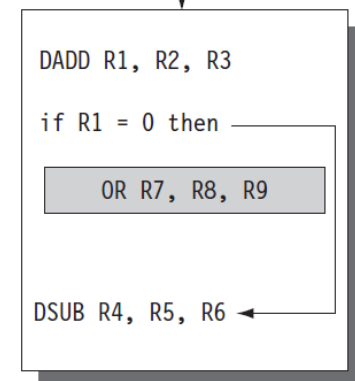 DADD R1, R2, R3
if R1 = 0 then
OR R7, R8, R9
DSUB R4, R5, R6